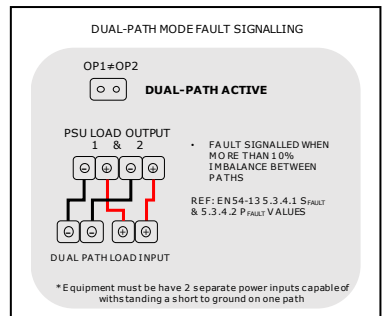 DUAL-PATH MODE FAULT SIGNALLING
OP1≠OP2
DUAL-PATH ACTIVE
PSU LOAD OUTPUT
1 & 2
- + - +
- - + +
DUAL PATH LOAD INPUT
• FAULT SIGNALLED WHEN
MORE THAN 10%
IMBALANCE BETWEEN
PATHS
REF: EN54-13 5.3.4.1 SFAULT
& 5.3.4.2 PFAULT VALUES
*Equipment must be have 2 separate power inputs capable of
withstanding a short to ground on one path